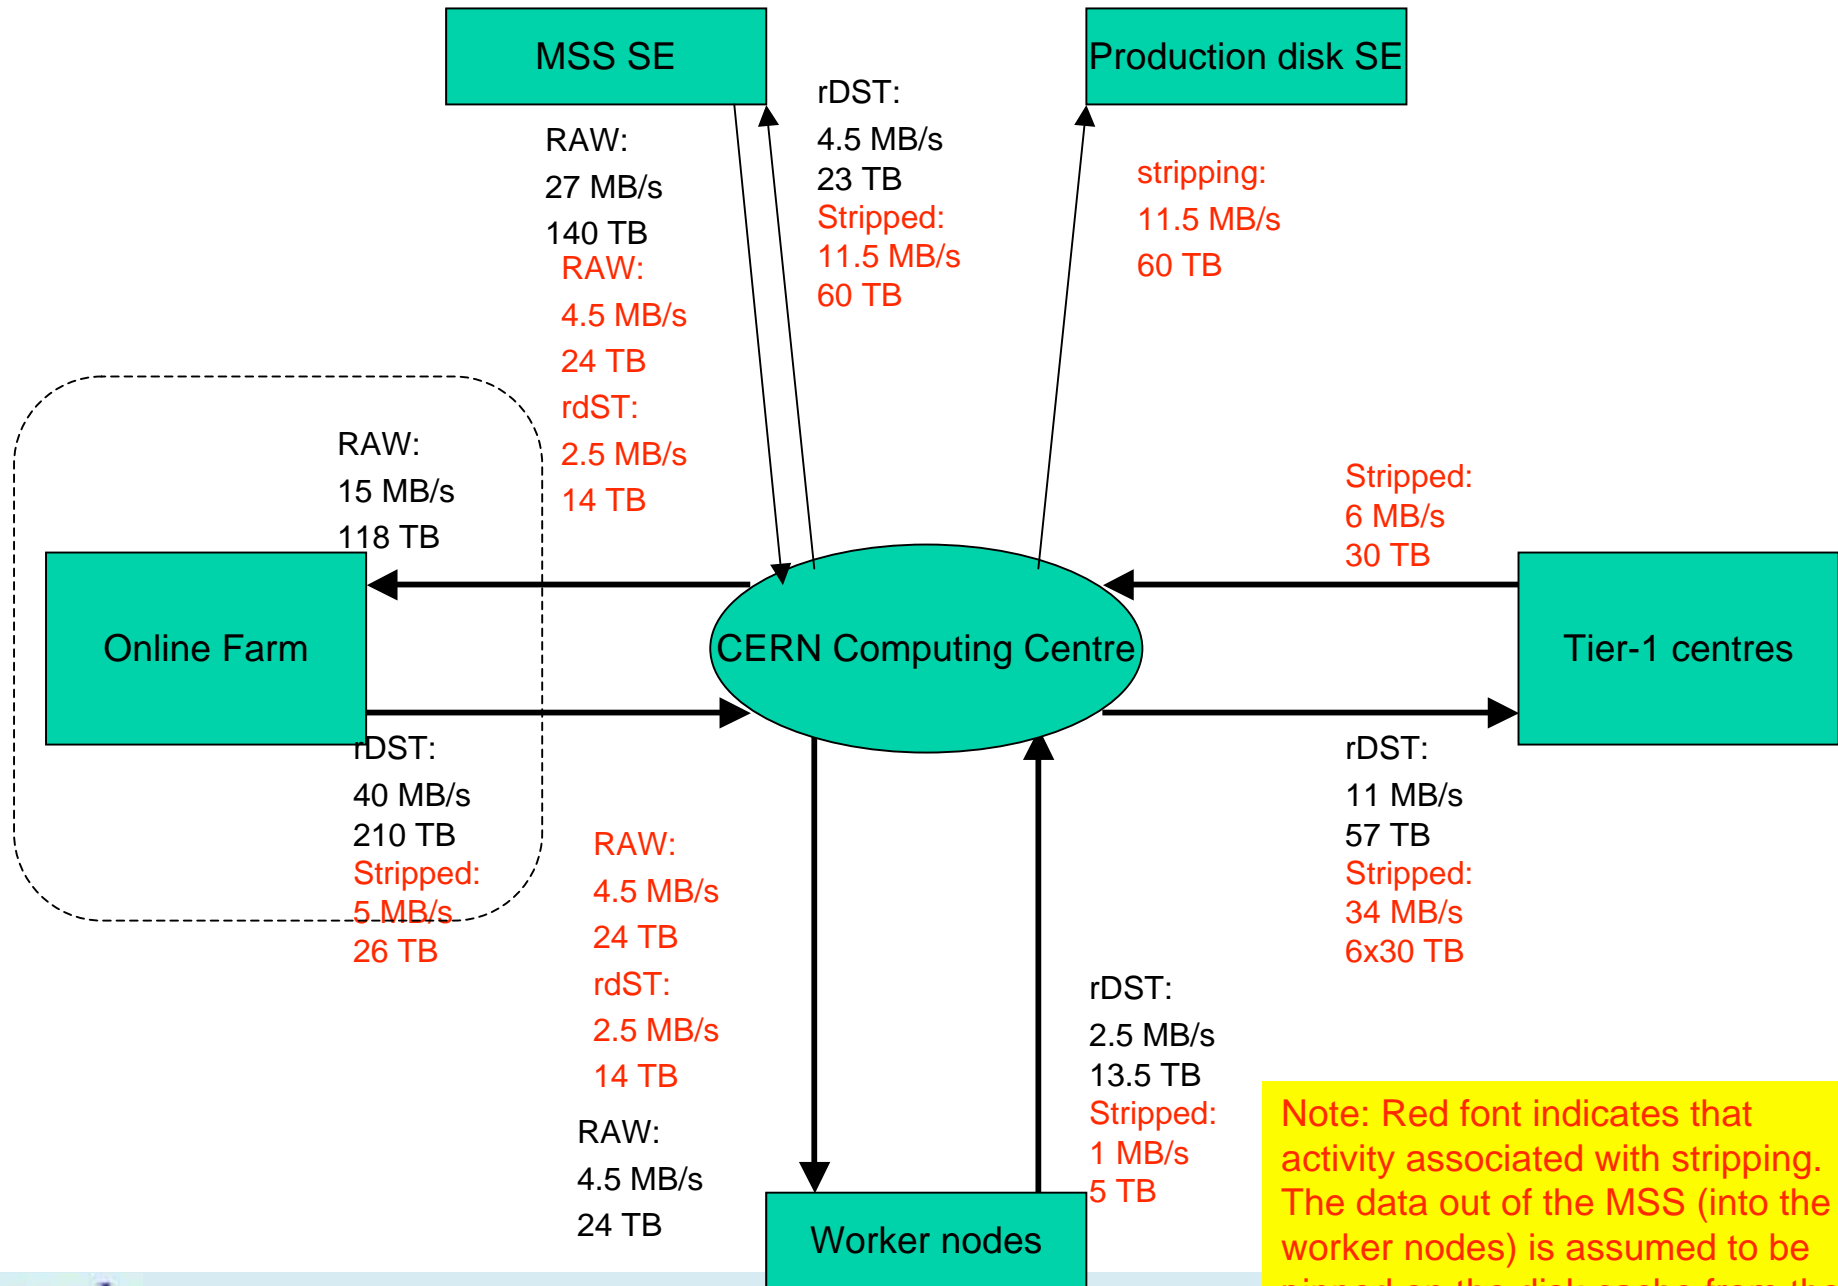 MSS SE
Production disk SE
RAW:
27 MB/s
140 TB
RAW:
4.5 MB/s
24 TB
rdST:
2.5 MB/s
14 TB
rDST:
4.5 MB/s
23 TB
Stripped:
11.5 MB/s
60 TB
stripping:
11.5 MB/s
60 TB
RAW:
15 MB/s
118 TB
Stripped:
6 MB/s
30 TB
Online Farm
CERN Computing Centre
Tier-1 centres
rDST:
40 MB/s
210 TB
Stripped:
5 MB/s
26 TB
RAW:
4.5 MB/s
24 TB
rdST:
2.5 MB/s
14 TB
RAW:
4.5 MB/s
24 TB
rDST:
11 MB/s
57 TB
Stripped:
34 MB/s
6x30 TB
rDST:
2.5 MB/s
13.5 TB
Stripped:
1 MB/s
5 TB
Worker nodes
Note: Red font indicates that
activity associated with stripping.
The data out of the MSS (into the
worker nodes) is assumed to be